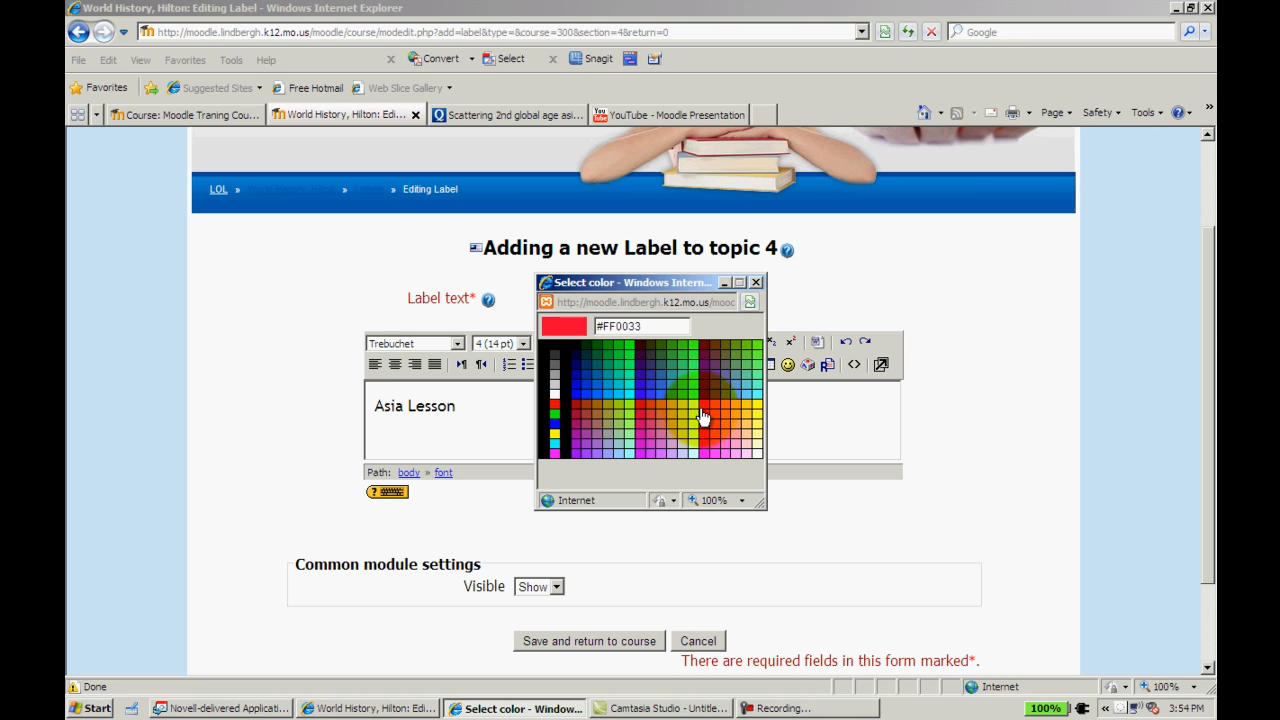 World History, Hilton: Editing Label - Windows Internet Explorer
http://moodle.lindbergh.k12.mo.us/moodle/course/modedit.php?add=label&type=&course=300&section=4&return=0
Google
File Edit View Favorites Tools Help
x Convert Select x Snagit
Favorites Suggested Sites Free Hotmail Web Slice Gallery
Course: Moodle Traning Cou...
World History, Hilton: Edi...
Scattering 2nd global age asi...
YouTube - Moodle Presentation
Page Safety Tools
LOL » World History, Hilton » » Editing Label
Adding a new Label to topic 4
Label text*
Select color - Windows Intern...
http://moodle.lindbergh.k12.mo.us/mooc
#FF0033
Trebuchet 4 (14 pt)
Asia Lesson
Path: body » font
Internet 100%
Common module settings
Visible Show
Save and return to course Cancel
There are required fields in this form marked*.
Done Internet 100%
Start Novell-delivered Applicati... World History, Hilton: Edi... Select color - Window... Camtasia Studio - Untitle... Recording... 100% 3:54 PM